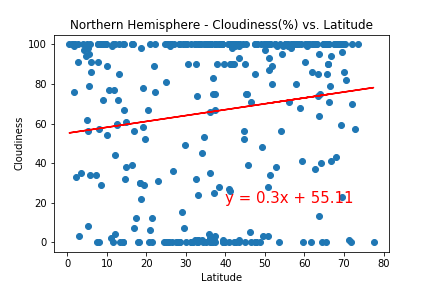 Northern Hemisphere - Cloudiness(%) vs. Latitude
100
80
60
40
20
0
Cloudiness
y = 0.3x + 55.11
0 10 20 30 40 50 60 70 80
Latitude